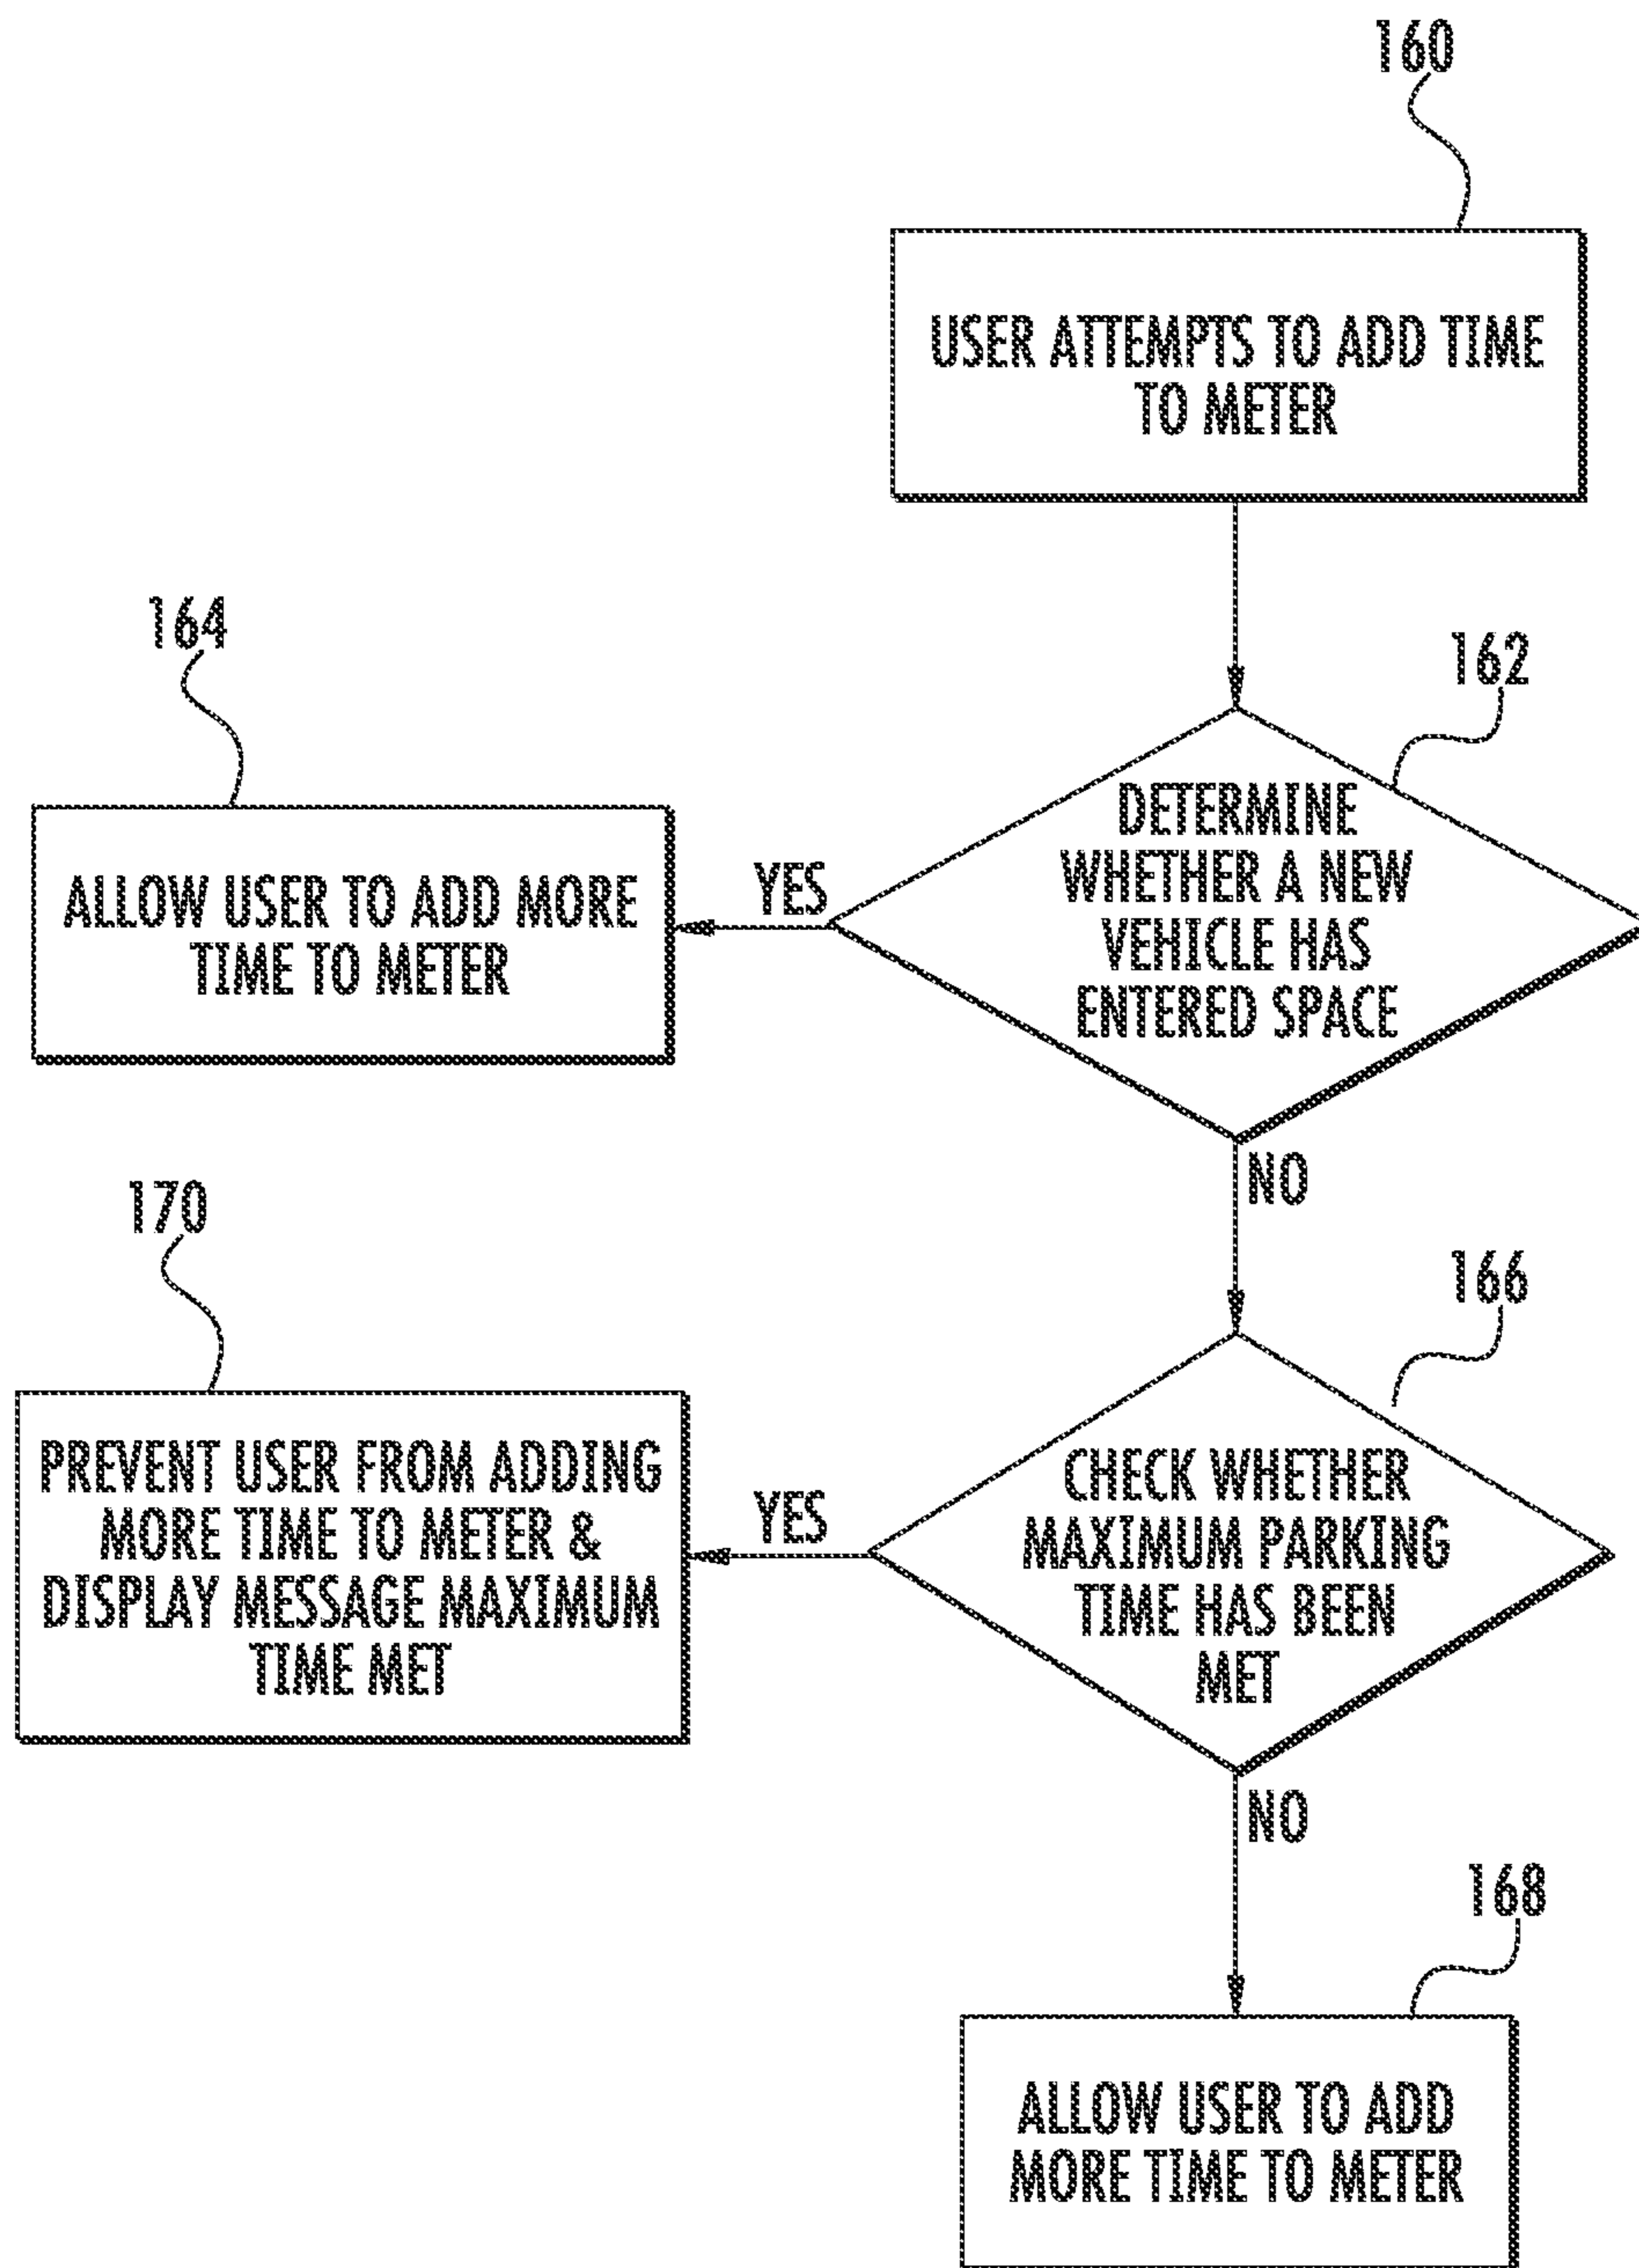 160
USER ATTEMPTS TO ADD TIME
TO METER
162
DETERMINE
WHETHER A NEW
VEHICLE HAS
ENTERED SPACE
YES
164
ALLOW USER TO ADD MORE
TIME TO METER
NO
166
CHECK WHETHER
MAXIMUM PARKING
TIME HAS BEEN
MET
YES
170
PREVENT USER FROM ADDING
MORE TIME TO METER &
DISPLAY MESSAGE MAXIMUM
TIME MET
NO
168
ALLOW USER TO ADD
MORE TIME TO METER